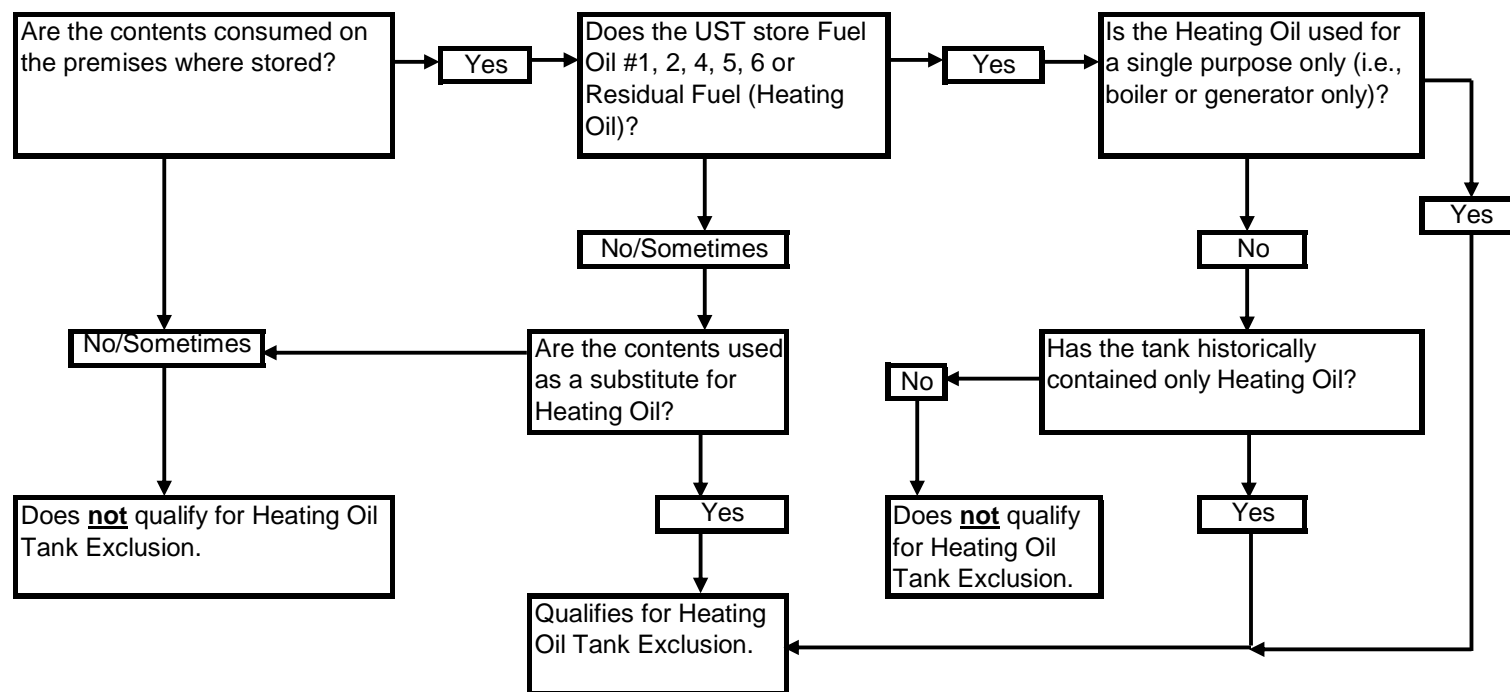 Are the contents consumed on
the premises where stored?
Yes
Does the UST store Fuel
Oil #1, 2, 4, 5, 6 or
Residual Fuel (Heating
Oil)?
Yes
Is the Heating Oil used for
a single purpose only (i.e.,
boiler or generator only)?
Yes
No/Sometimes
No
No/Sometimes
Are the contents used
as a substitute for
Heating Oil?
No
Has the tank historically
contained only Heating Oil?
Does not qualify for Heating Oil
Tank Exclusion.
Yes
Does not qualify
for Heating Oil
Tank Exclusion.
Yes
Qualifies for Heating
Oil Tank Exclusion.